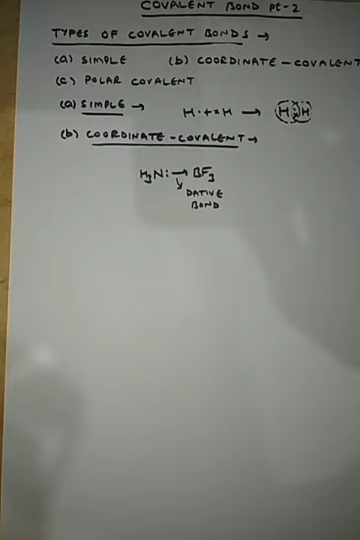 COVALENT BOND Pt-2
TYPES OF COVALENT BONDS →
(a) SIMPLE (b) COORDINATE-COVALENT
(c) POLAR COVALENT
(a) SIMPLE → H· + ×H → H·×H
(b) COORDINATE-COVALENT →
H₃N: → BF₃
DATIVE
BOND